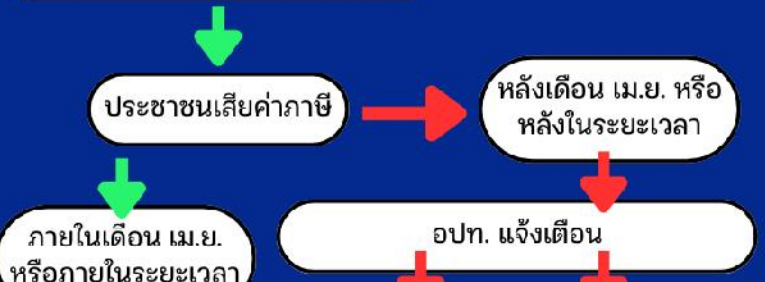 ประชาชนเสียค่าภาษี
หลังเดือน เม.ย. หรือ
หลังในระยะเวลา
ภายในเดือน เม.ย.
หรือภายในระยะเวลา
อปท. แจ้งเตือน